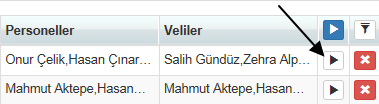 Personeller Veliler
Onur Çelik,Hasan Çınar... Salih Gündüz,Zehra Alp...
Mahmut Aktepe,Hasan... Mahmut Aktepe,Hasan...